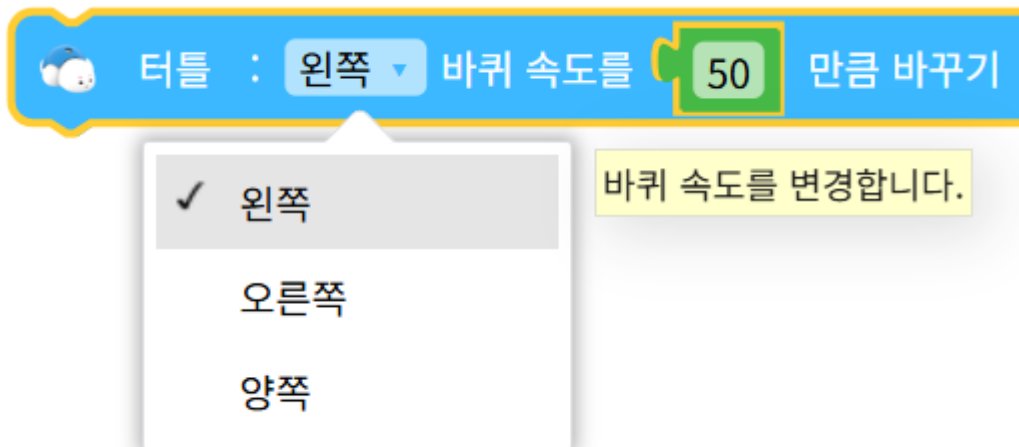 터틀 : 왼쪽 바퀴 속도를 50 만큼 바꾸기
바퀴 속도를 변경합니다.
✓ 왼쪽
오른쪽
양쪽